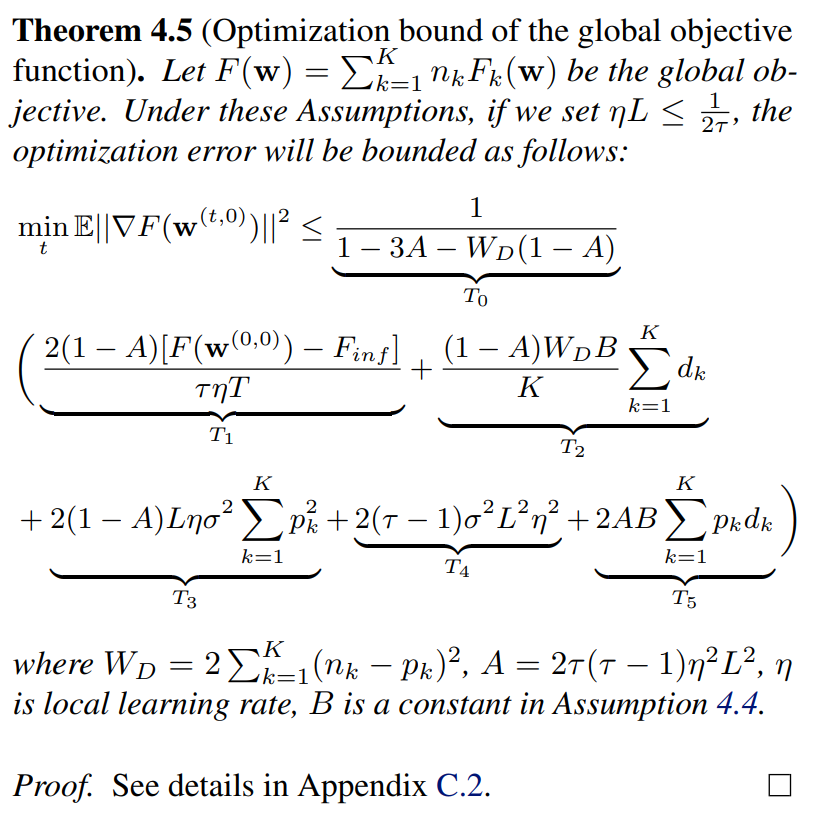 Theorem 4.5 (Optimization bound of the global objective
function). Let $F(\mathbf{w}) = \sum_{k=1}^{K} n_k F_k(\mathbf{w})$ be the global ob-
jective. Under these Assumptions, if we set $\eta L \leq \frac{1}{2\tau}$, the
optimization error will be bounded as follows:
$\min_t \mathbb{E}||\nabla F(\mathbf{w}^{(t,0)})||^2 \leq \underbrace{\frac{1}{1 - 3A - W_D(1 - A)}}_{T_0}$
$\Big( \underbrace{\frac{2(1 - A)[F(\mathbf{w}^{(0,0)}) - F_{inf}]}{\tau\eta T}}_{T_1} + \underbrace{\frac{(1 - A)W_D B}{K} \sum_{k=1}^{K} d_k}_{T_2}$
$+ \underbrace{2(1 - A)L\eta\sigma^2 \sum_{k=1}^{K} p_k^2}_{T_3} + \underbrace{2(\tau - 1)\sigma^2 L^2 \eta^2}_{T_4} + \underbrace{2AB \sum_{k=1}^{K} p_k d_k}_{T_5} \Big)$
where $W_D = 2\sum_{k=1}^{K}(n_k - p_k)^2$, $A = 2\tau(\tau - 1)\eta^2 L^2$, $\eta$
is local learning rate, $B$ is a constant in Assumption 4.4.
Proof. See details in Appendix C.2. □